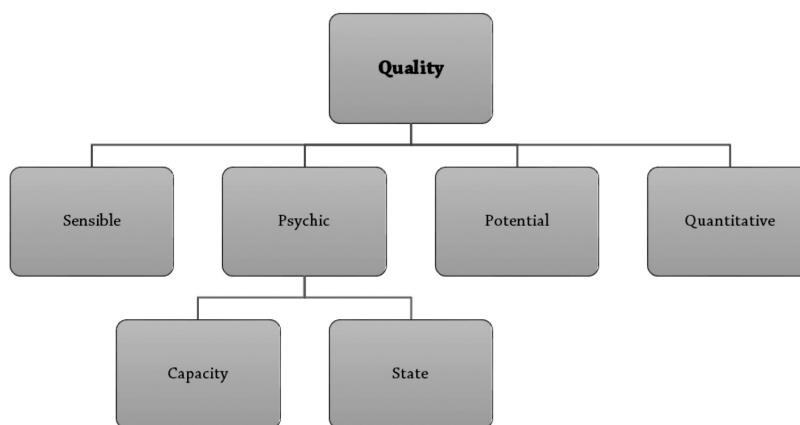 Quality
Sensible
Psychic
Potential
Quantitative
Capacity
State